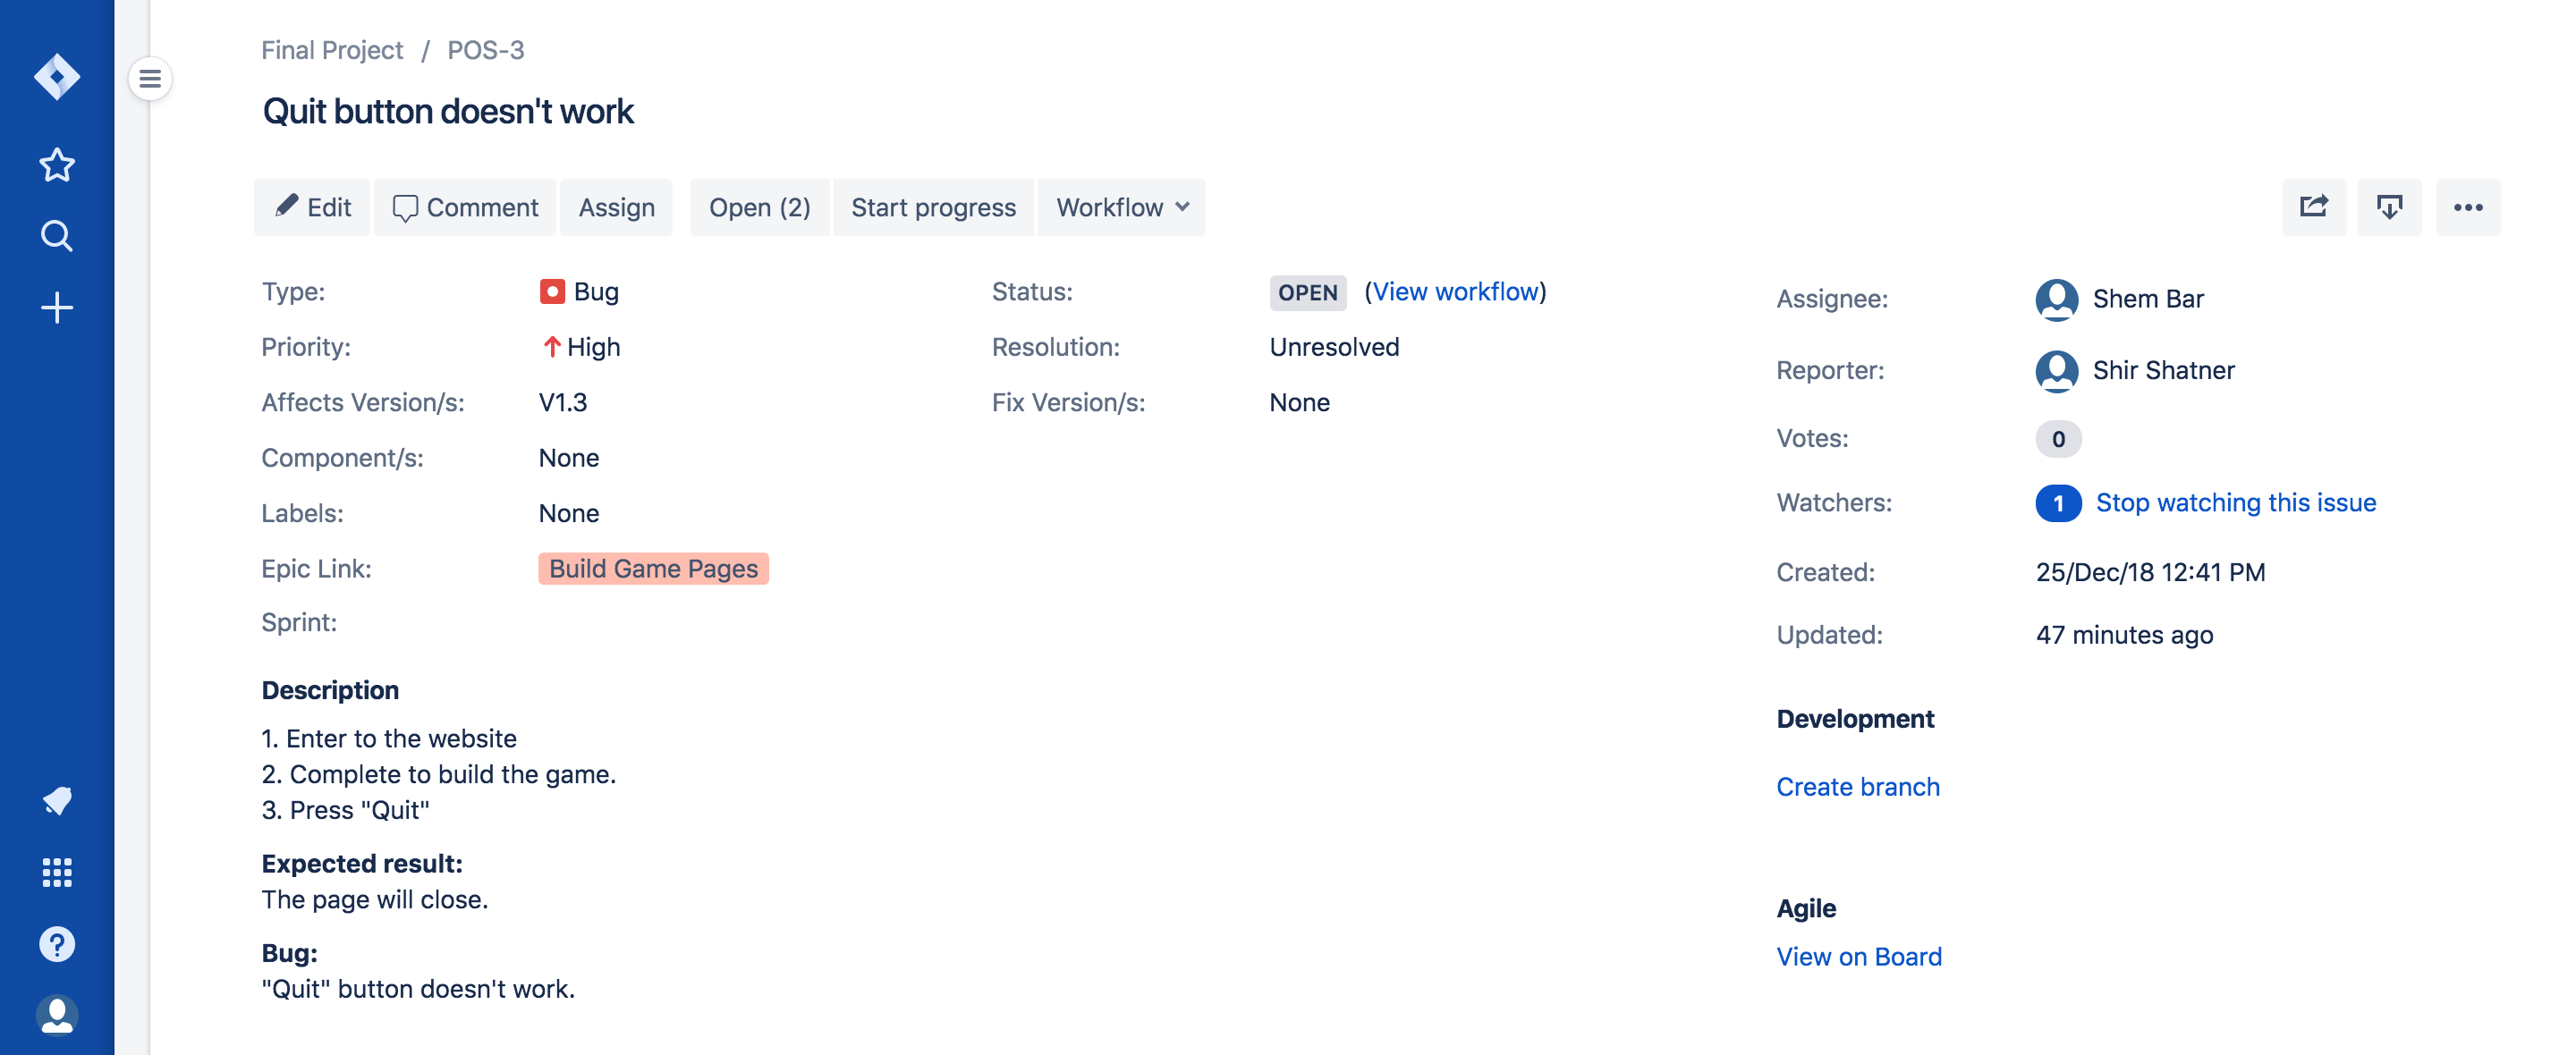 Final Project / POS-3
Quit button doesn't work
Edit Comment Assign Open (2) Start progress Workflow
Type: Bug
Priority: High
Affects Version/s: V1.3
Component/s: None
Labels: None
Epic Link: Build Game Pages
Sprint:
Status: OPEN (View workflow)
Resolution: Unresolved
Fix Version/s: None
Description
1. Enter to the website
2. Complete to build the game.
3. Press "Quit"
Expected result:
The page will close.
Bug:
"Quit" button doesn't work.
Assignee: Shem Bar
Reporter: Shir Shatner
Votes: 0
Watchers: 1 Stop watching this issue
Created: 25/Dec/18 12:41 PM
Updated: 47 minutes ago
Development
Create branch
Agile
View on Board